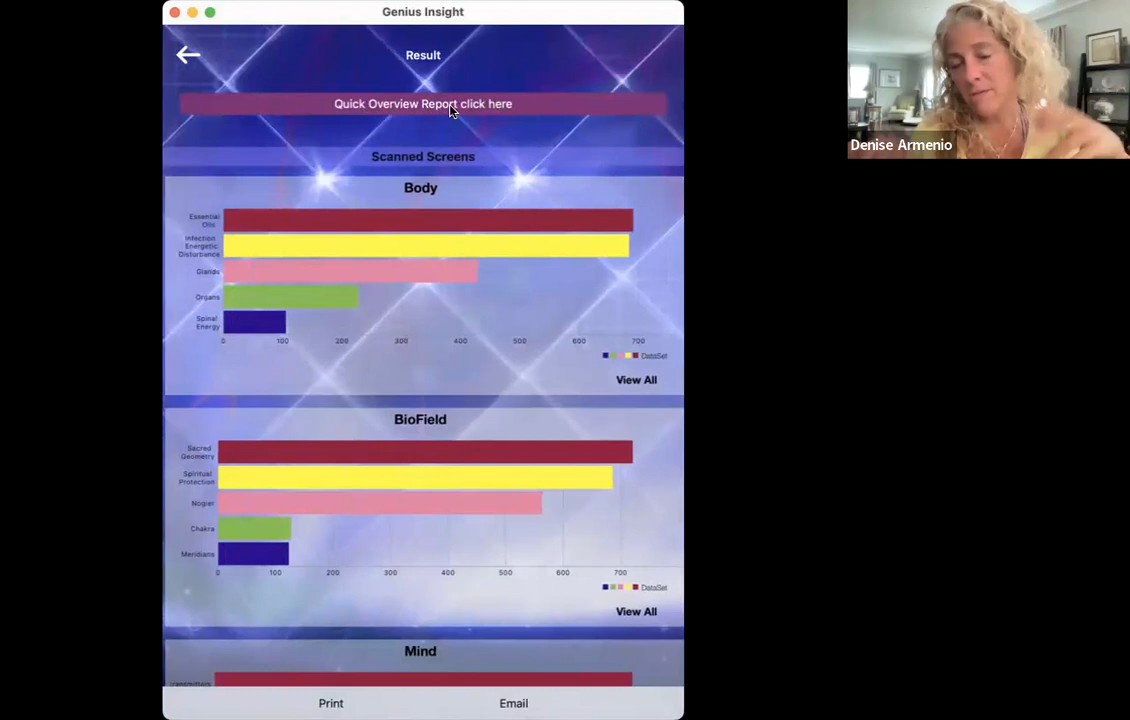 Genius Insight
Result
Quick Overview Report click here
Scanned Screens
Body
Essential
Oils
Infection
Energetic
Disturbance
Glands
Organs
Spinal
Energy
0 100 200 300 400 500 600 700
DataSet
View All
BioField
Sacred
Geometry
Spiritual
Protection
Nogier
Chakra
Meridians
0 100 200 300 400 500 600 700
DataSet
View All
Mind
Print Email
Denise Armenio